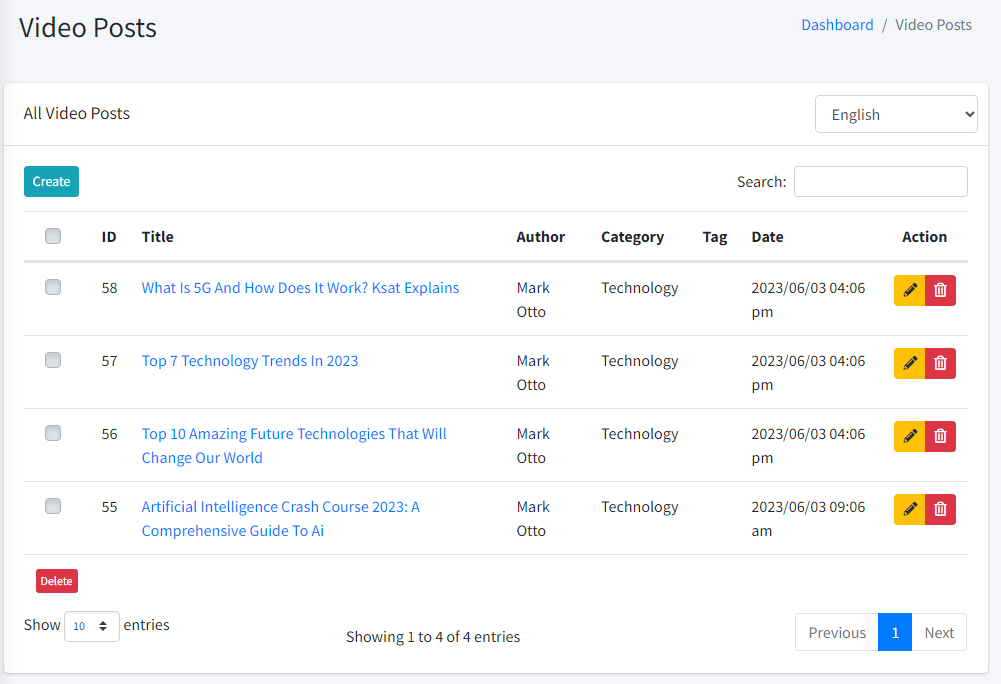 Video Posts
Dashboard / Video Posts
All Video Posts
English
Create
Search:
ID Title Author Category Tag Date Action
58 What Is 5G And How Does It Work? Ksat Explains Mark Technology 2023/06/03 04:06
Otto pm
57 Top 7 Technology Trends In 2023 Mark Technology 2023/06/03 04:06
Otto pm
56 Top 10 Amazing Future Technologies That Will Mark Technology 2023/06/03 04:06
Change Our World Otto pm
55 Artificial Intelligence Crash Course 2023: A Mark Technology 2023/06/03 09:06
Comprehensive Guide To Ai Otto am
Delete
Show 10 entries
Showing 1 to 4 of 4 entries
Previous 1 Next